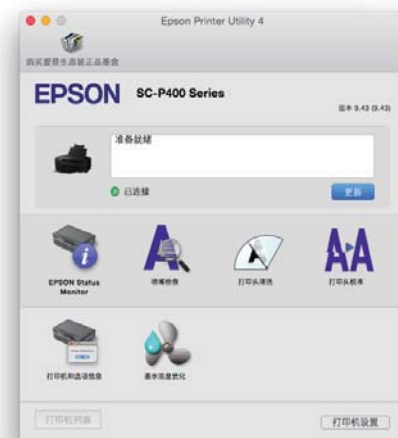 Epson Printer Utility 4
购买爱普生原装正品墨盒
EPSON SC-P400 Series
版本 9.43 (9.43)
准备就绪
已连接
更新
EPSON Status Monitor
喷嘴检查
打印头清洗
打印头校准
打印机和选项信息
墨水浓度优化
打印机列表
打印机设置